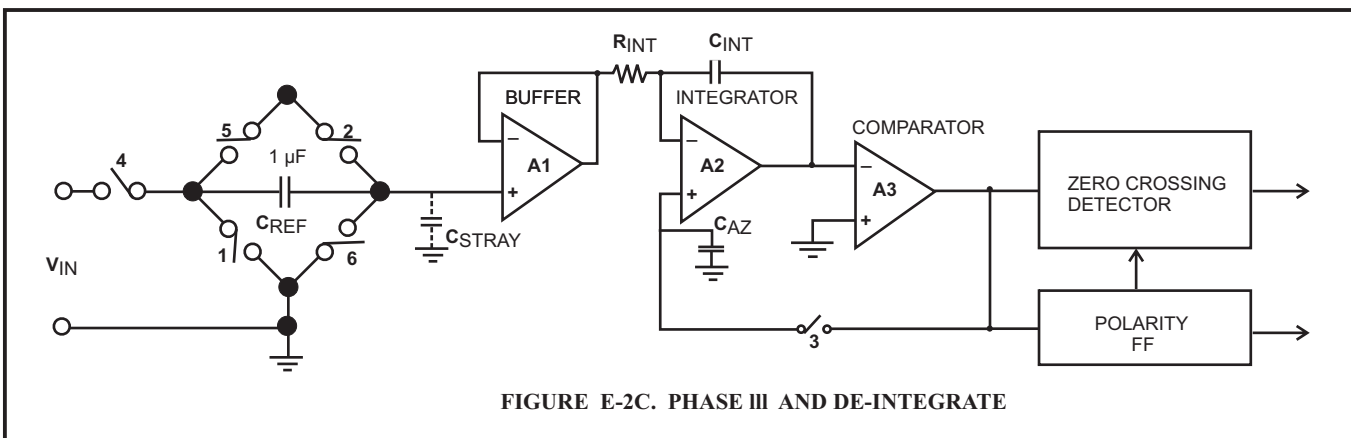 RINT
CINT
BUFFER
INTEGRATOR
COMPARATOR
5
2
4
1 µF
CREF
1
6
VIN
CSTRAY
−
A1
+
−
A2
+
CAZ
−
A3
+
3
ZERO CROSSING
DETECTOR
POLARITY
FF
FIGURE E-2C. PHASE lll AND DE-INTEGRATE